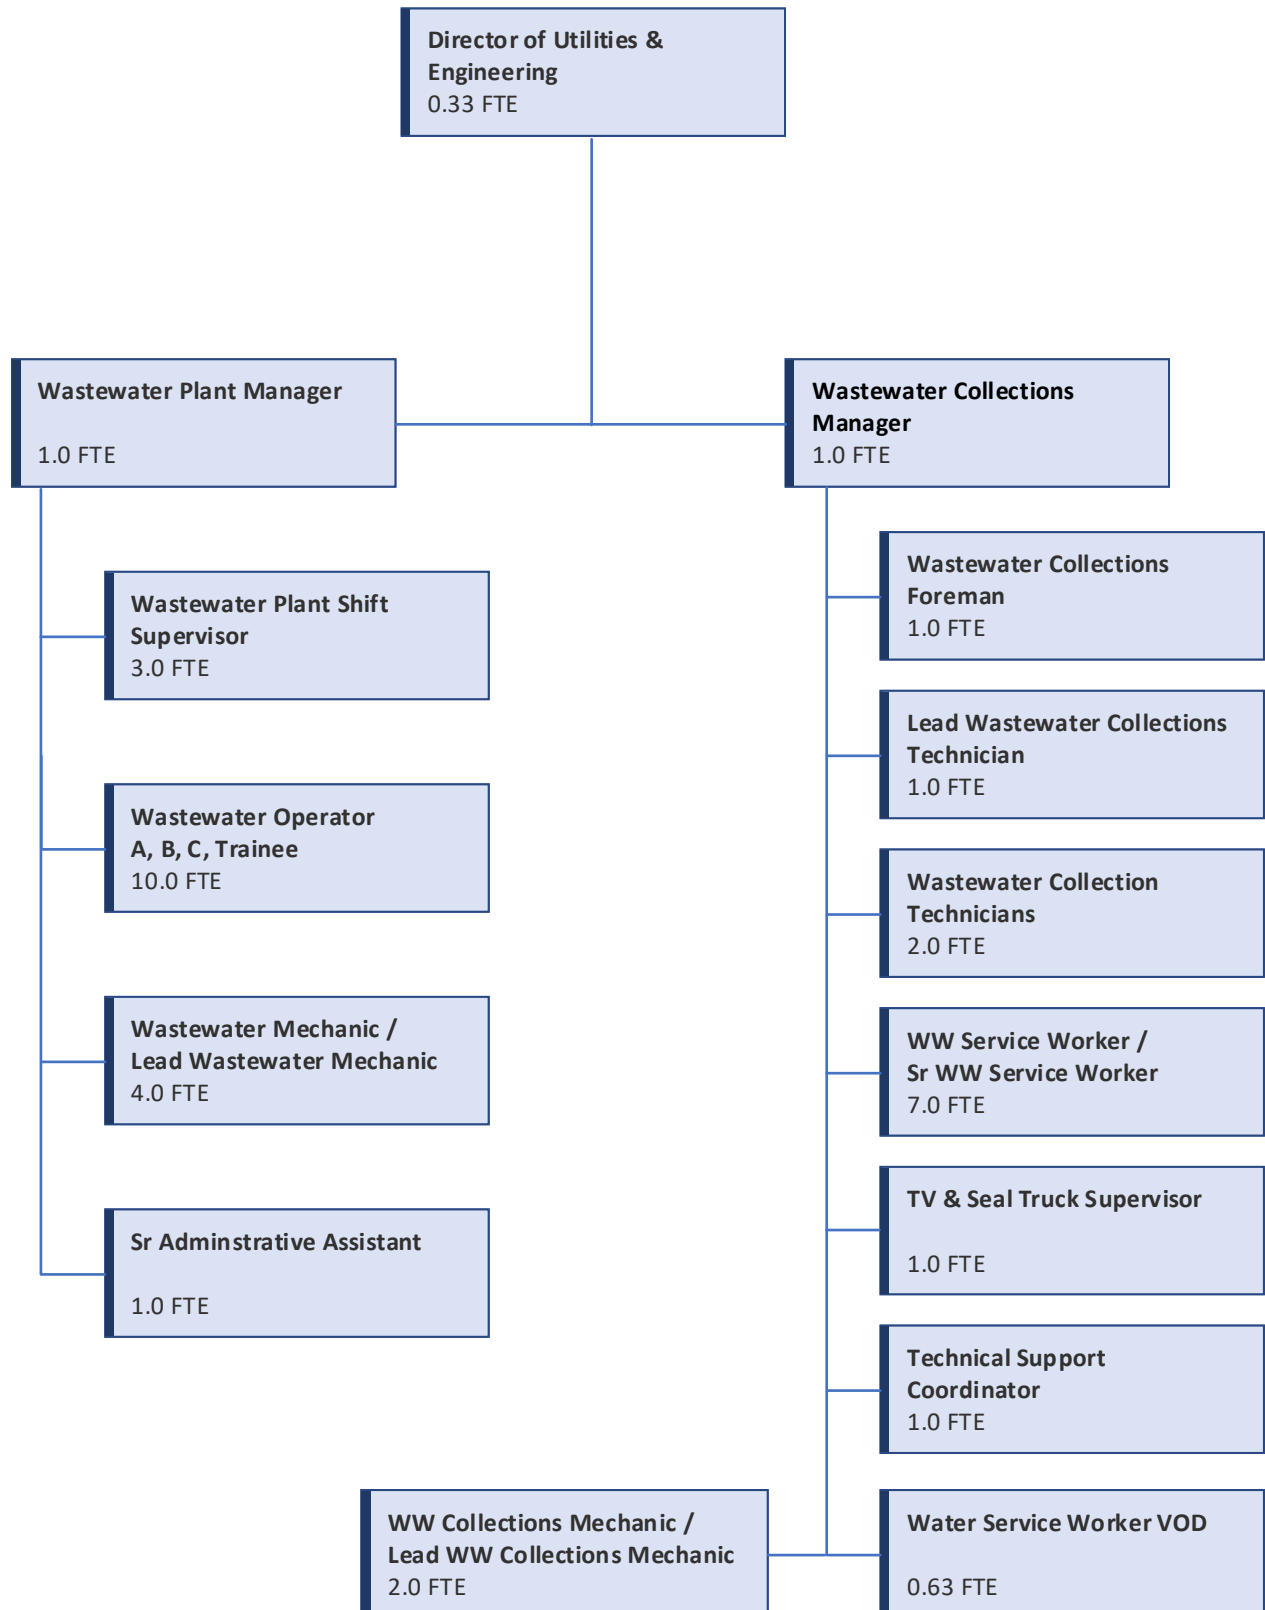 Director of Utilities &
Engineering
0.33 FTE
Wastewater Plant Manager
1.0 FTE
Wastewater Collections
Manager
1.0 FTE
Wastewater Plant Shift
Supervisor
3.0 FTE
Wastewater Operator
A, B, C, Trainee
10.0 FTE
Wastewater Mechanic /
Lead Wastewater Mechanic
4.0 FTE
Sr Adminstrative Assistant
1.0 FTE
Wastewater Collections
Foreman
1.0 FTE
Lead Wastewater Collections
Technician
1.0 FTE
Wastewater Collection
Technicians
2.0 FTE
WW Service Worker /
Sr WW Service Worker
7.0 FTE
TV & Seal Truck Supervisor
1.0 FTE
Technical Support
Coordinator
1.0 FTE
WW Collections Mechanic /
Lead WW Collections Mechanic
2.0 FTE
Water Service Worker VOD
0.63 FTE